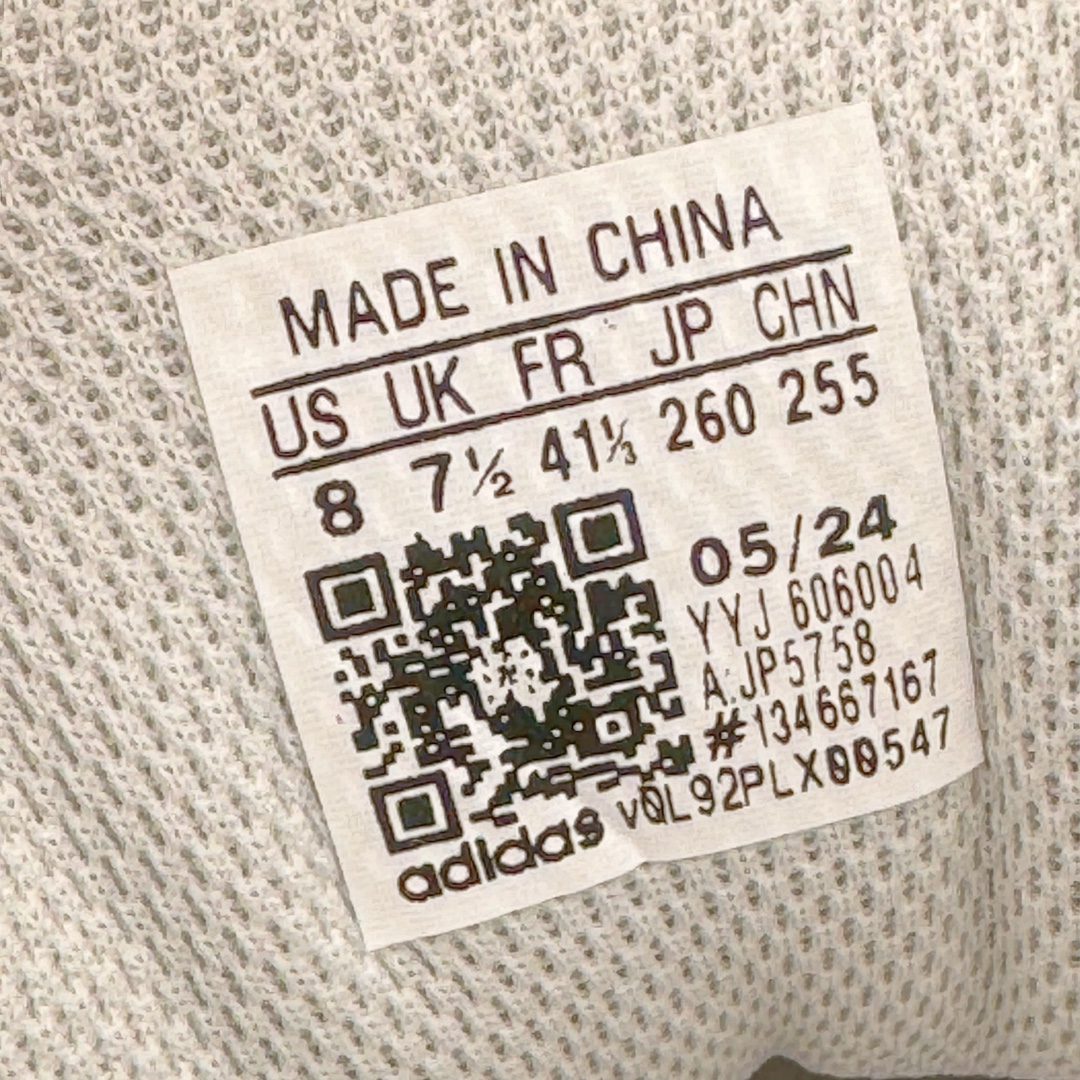 MADE IN CHINA
US UK FR JP CHN
8 7½ 41⅓ 260 255
05/24
YYJ 606004
A.JP5758
#134667167
v0L92PLX00547
adidas